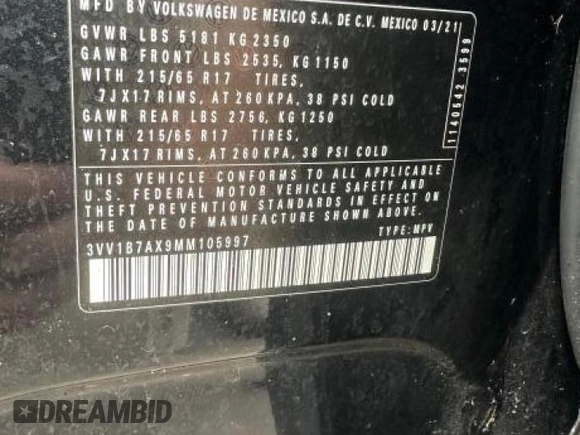 MFD BY VOLKSWAGEN DE MEXICO S.A. DE C.V. MEXICO 03/21
GVWR LBS 5181 KG 2350
GAWR FRONT LBS 2535, KG 1150
WITH 215/65 R17 TIRES,
7JX17 RIMS, AT 260 KPA, 38 PSI COLD
GAWR REAR LBS 2756, KG 1250
WITH 215/65 R17 TIRES,
7JX17 RIMS, AT 260 KPA, 38 PSI COLD
THIS VEHICLE CONFORMS TO ALL APPLICABLE
U.S. FEDERAL MOTOR VEHICLE SAFETY AND
THEFT PREVENTION STANDARDS IN EFFECT ON
THE DATE OF MANUFACTURE SHOWN ABOVE.
3VV1B7AX9MM105997 TYPE: MPV
1140542 3599
DREAMBID